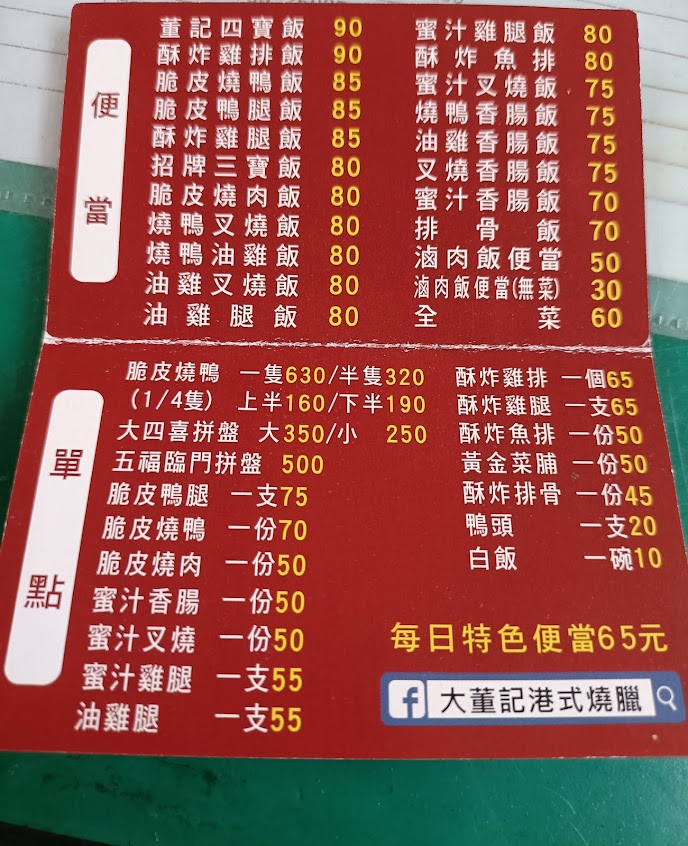 便當
董記四寶飯 90
酥炸雞排飯 90
脆皮燒鴨飯 85
脆皮鴨腿飯 85
酥炸雞腿飯 85
招牌三寶飯 80
脆皮燒肉飯 80
燒鴨叉燒飯 80
燒鴨油雞飯 80
油雞叉燒飯 80
油雞腿飯 80
蜜汁雞腿飯 80
酥炸魚排 80
蜜汁叉燒飯 75
燒鴨香腸飯 75
油雞香腸飯 75
叉燒香腸飯 75
蜜汁香腸飯 70
排骨飯 70
滷肉飯便當 50
滷肉飯便當(無菜) 30
全菜 60
單點
脆皮燒鴨 一隻630/半隻320
(1/4隻) 上半160/下半190
大四喜拼盤 大350/小 250
五福臨門拼盤 500
脆皮鴨腿 一支75
脆皮燒鴨 一份70
脆皮燒肉 一份50
蜜汁香腸 一份50
蜜汁叉燒 一份50
蜜汁雞腿 一支55
油雞腿 一支55
酥炸雞排 一個65
酥炸雞腿 一支65
酥炸魚排 一份50
黃金菜脯 一份50
酥炸排骨 一份45
鴨頭 一支20
白飯 一碗10
每日特色便當65元
f 大董記港式燒臘